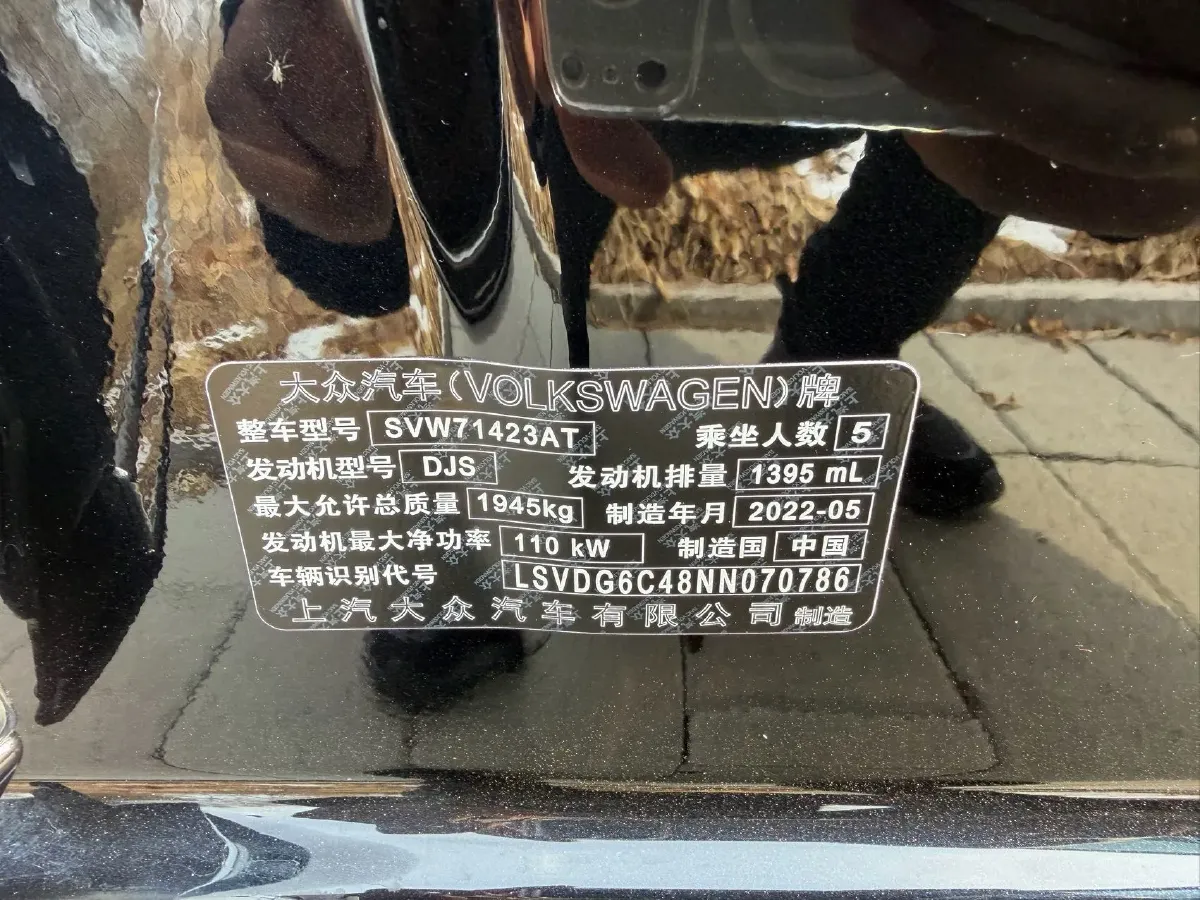 大众汽车(VOLKSWAGEN)牌
整车型号 SVW71423AT 乘坐人数 5
发动机型号 DJS 发动机排量 1395 mL
最大允许总质量 1945kg 制造年月 2022-05
发动机最大净功率 110 kW 制造国 中国
车辆识别代号 LSVDG6C48NN070786
上汽大众汽车有限公司 制造